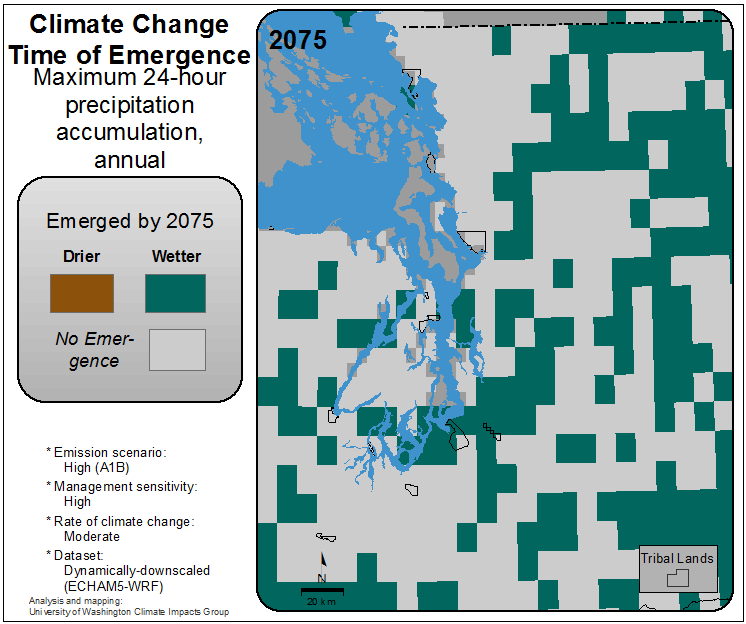 Climate Change
Time of Emergence
Maximum 24-hour
precipitation
accumulation,
annual
Emerged by 2075
Drier
Wetter
No Emer-
gence
* Emission scenario:
High (A1B)
* Management sensitivity:
High
* Rate of climate change:
Moderate
* Dataset:
Dynamically-downscaled
(ECHAM5-WRF)
Analysis and mapping:
University of Washington Climate Impacts Group
2075
N
20 km
Tribal Lands